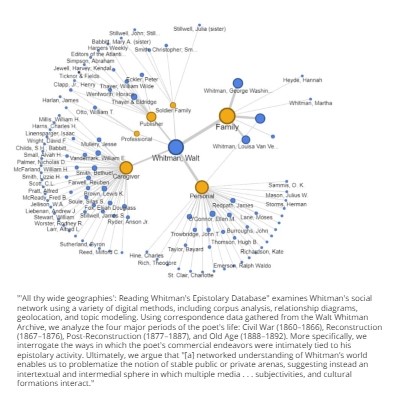 Stillwell, Julia (sister)
Stillwell, John, Still...
Babbitt, Mary A. (sister)
Harpers Weekly
Smith, Christopher, Sm...
Editors of the Atlanti...
Simpson, Abraham
Jewell, Harvey, Kendal...
Ticknor & Fields
Eckler, Peter
Clapp, Jr., Henry
Thayer, William Wilde
Heyde, Hannah
Whitman, George Washin...
Wentworth, Horace
Harlan, James
Thayer & Eldridge
Whitman, Martha
Soldier Family
Otto, William T.
Publisher
Family
Millis, William H.
Harris, Charles H.
Linensparger, Isaac
Professional
Wright, David F.
Mullery, Jesse
Whitman, Louisa Van Ve...
Childs, S. H., Babbitt,
Small, Alvah H.
Vandermark, William E.
Whitman, Walt
Palmer, Nicholas D.
McFarland, William H.
Caregiver
Smith, Bethuel
Smith, Lizzie H.
Scott, C.L.
Farwell, Reuben
Sammis, O. K.
Pratt, Alfred
Brown, Lewis K.
Personal
Mason, Julius W.
McReady, Fred B.
Redpath, James
Storms, Herman
Jellison, W.A.
Soule, Silas S.
Fox, Elijah Douglass
Lieberan, Andrew J.
Stilwell, James S.
O'Connor, Ellen M.
Lane, Moses
Stewart, William
Ryder, Anson Jr.
Worster, Rodney R.
Trowbridge, John T.
Burroughs, John
Larr, Alfred L.
Thomson, Hugh B.
Sutherland, Byron
Taylor, Bayard
Richardson, Kate
Reed, Milford C.
Hine, Charles
Rich, Theodore
Emerson, Ralph Waldo
St. Clair, Charlotte
"'All thy wide geographies': Reading Whitman's Epistolary Database" examines Whitman's social
network using a variety of digital methods, including corpus analysis, relationship diagrams,
geolocation, and topic modeling. Using correspondence data gathered from the Walt Whitman
Archive, we analyze the four major periods of the poet's life: Civil War (1860–1866), Reconstruction
(1867–1876), Post-Reconstruction (1877–1887), and Old Age (1888–1892). More specifically, we
interrogate the ways in which the poet's commercial endeavors were intimately tied to his
epistolary activity. Ultimately, we argue that "[a] networked understanding of Whitman's world
enables us to problematize the notion of stable public or private arenas, suggesting instead an
intertextual and intermedial sphere in which multiple media . . . subjectivities, and cultural
formations interact."